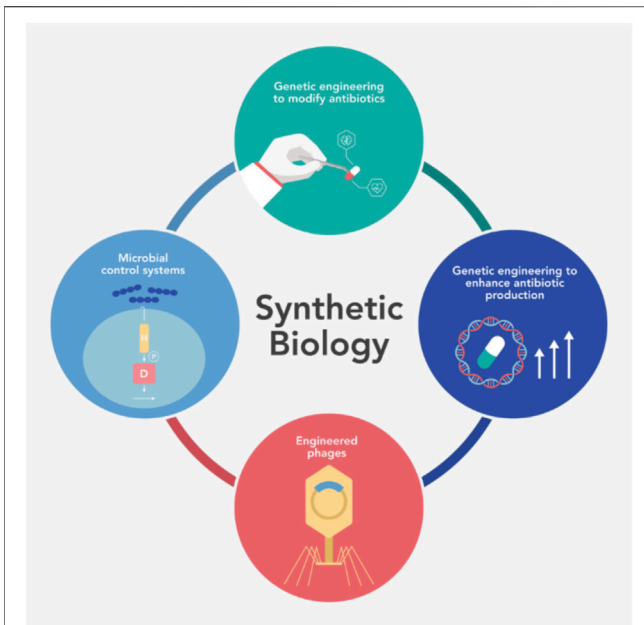 Genetic engineering
to modify antibiotics
Microbial
control systems
H
P
D
Synthetic
Biology
Genetic engineering to
enhance antibiotic
production
Engineered
phages